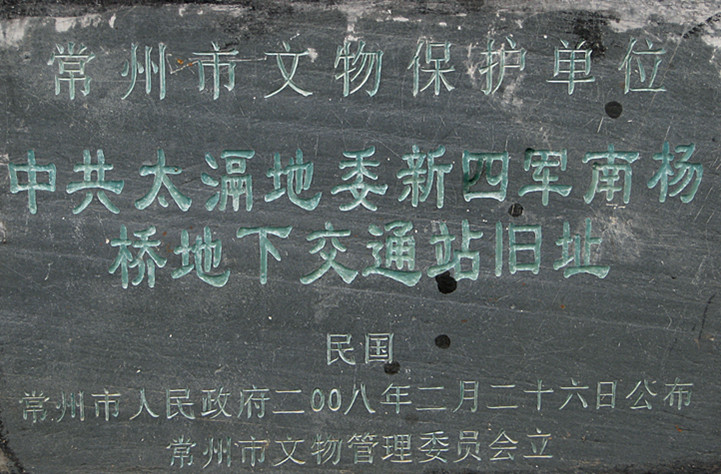 常州市文物保护单位
中共太滆地委新四军南杨
桥地下交通站旧址
民国
常州市人民政府二00八年二月二十六日公布
常州市文物管理委员会立